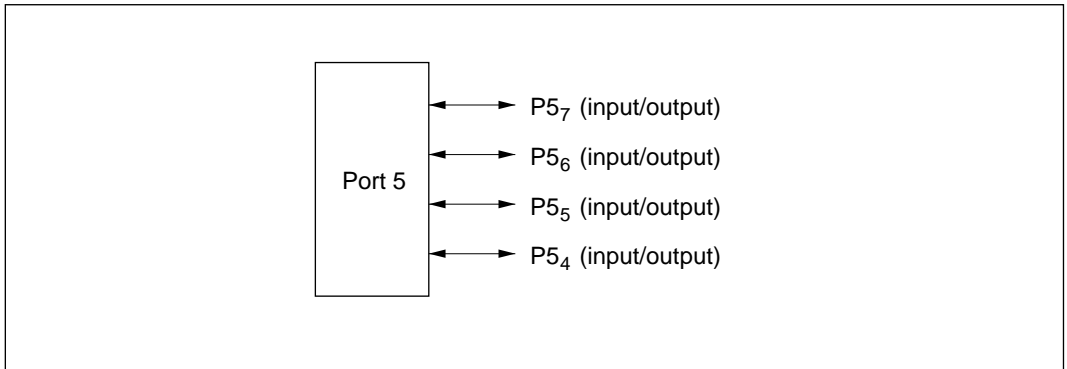 P5₇ (input/output)
P5₆ (input/output)
Port 5
P5₅ (input/output)
P5₄ (input/output)